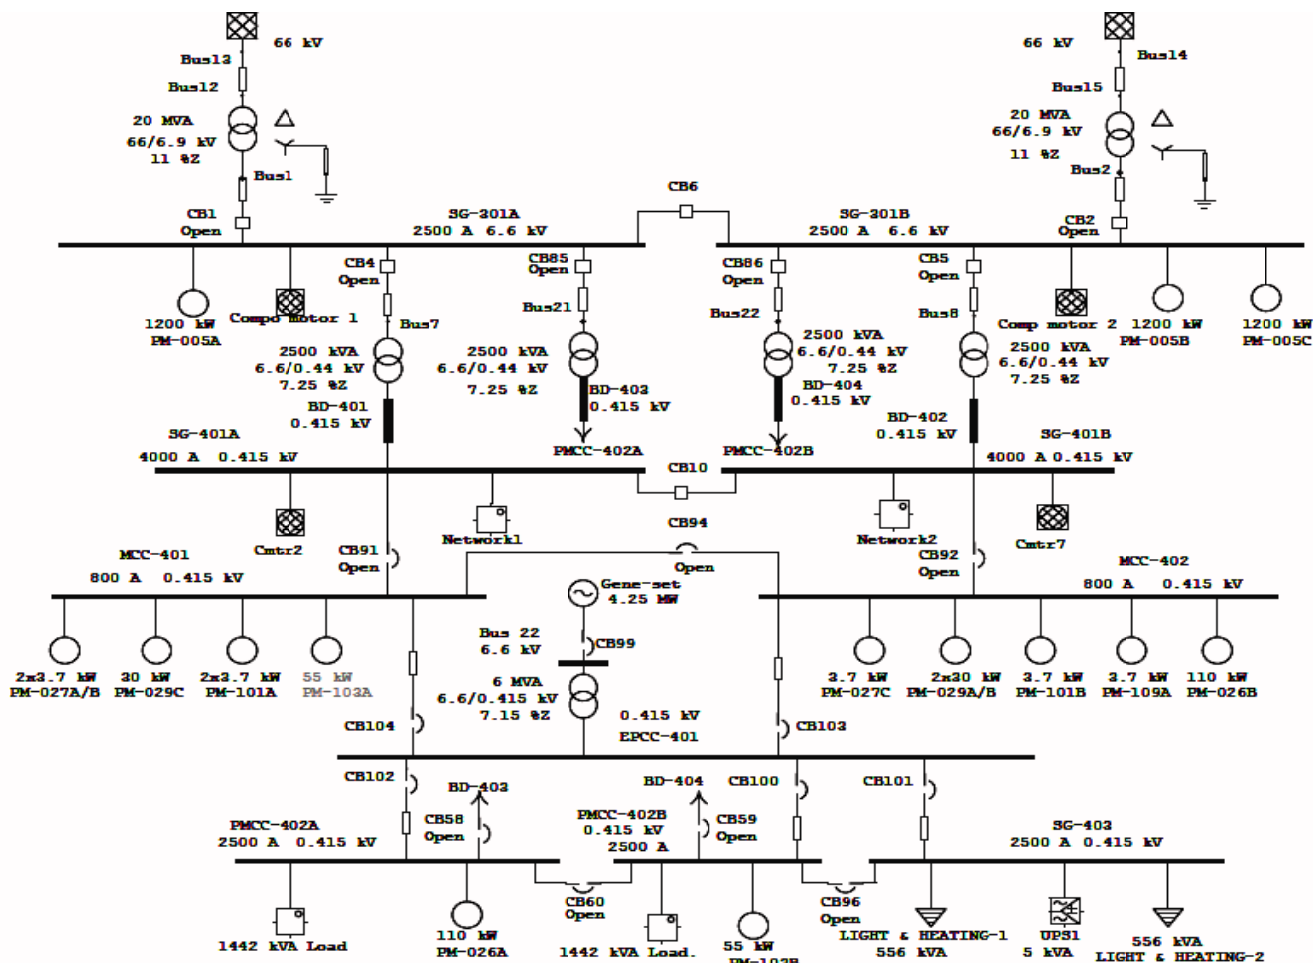 66 kV
66 kV
Bus13
Bus14
Bus12
Bus15
20 MVA
66/6.9 kV
11 %Z
20 MVA
66/6.9 kV
11 %Z
Bus1
Bus2
CB1
Open
CB6
CB2
Open
SG-301A
2500 A 6.6 kV
SG-301B
2500 A 6.6 kV
CB4
Open
CB85
Open
CB86
Open
CB5
Open
1200 kW
PM-005A
Compo motor 1
Bus7
Bus21
Bus22
Bus8
Comp motor 2
1200 kW
PM-005B
1200 kW
PM-005C
2500 kVA
6.6/0.44 kV
7.25 %Z
2500 kVA
6.6/0.44 kV
7.25 %Z
2500 kVA
6.6/0.44 kV
7.25 %Z
2500 kVA
6.6/0.44 kV
7.25 %Z
BD-401
0.415 kV
BD-403
0.415 kV
BD-404
0.415 kV
BD-402
0.415 kV
SG-401A
4000 A 0.415 kV
PMCC-402A
PMCC-402B
SG-401B
4000 A 0.415 kV
CB10
Cmtr2
Network1
Network2
Cmtr7
CB94
Open
CB91
Open
CB92
Open
MCC-401
800 A 0.415 kV
MCC-402
800 A 0.415 kV
Gene-set
4.25 MW
Bus 22
6.6 kV
CB99
2x3.7 kW
PM-027A/B
30 kW
PM-029C
2x3.7 kW
PM-101A
55 kW
PM-103A
3.7 kW
PM-027C
2x30 kW
PM-029A/B
3.7 kW
PM-101B
3.7 kW
PM-109A
110 kW
PM-026B
6 MVA
6.6/0.415 kV
7.15 %Z
0.415 kV
EPCC-401
CB104
CB103
CB102
BD-403
BD-404
CB100
CB101
CB58
Open
CB59
Open
PMCC-402A
2500 A 0.415 kV
PMCC-402B
0.415 kV
2500 A
SG-403
2500 A 0.415 kV
CB60
Open
CB96
Open
1442 kVA Load
110 kW
PM-026A
1442 kVA Load.
55 kW
PM-102B
LIGHT & HEATING-1
556 kVA
UPS1
5 kVA
556 kVA
LIGHT & HEATING-2